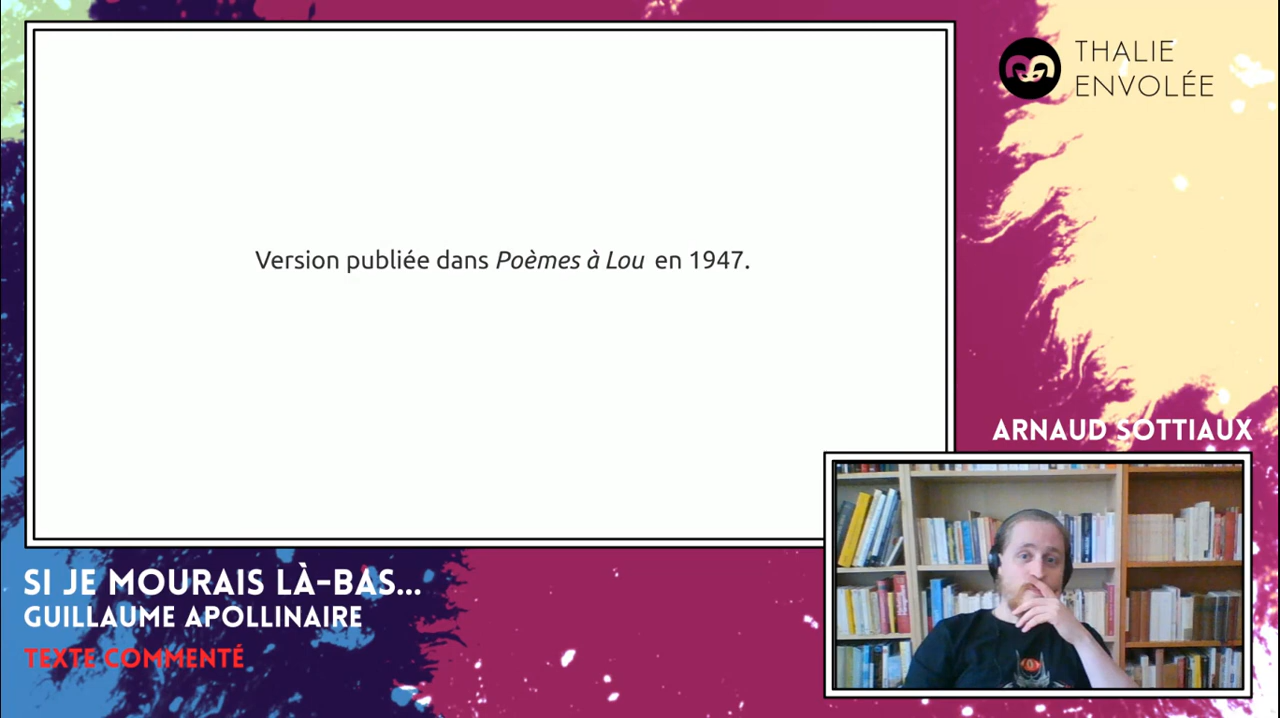 THALIE
ENVOLÉE
Version publiée dans Poèmes à Lou en 1947.
ARNAUD SOTTIAUX
SI JE MOURAIS LÀ-BAS...
GUILLAUME APOLLINAIRE
TEXTE COMMENTÉ